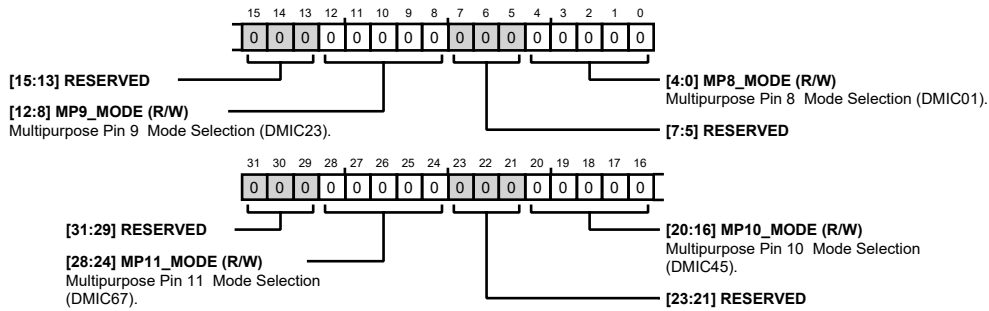 15 14 13 12 11 10 9 8 7 6 5 4 3 2 1 0
0 0 0 0 0 0 0 0 0 0 0 0 0 0 0 0
[15:13] RESERVED
[12:8] MP9_MODE (R/W)
Multipurpose Pin 9 Mode Selection (DMIC23).
[4:0] MP8_MODE (R/W)
Multipurpose Pin 8 Mode Selection (DMIC01).
[7:5] RESERVED
31 30 29 28 27 26 25 24 23 22 21 20 19 18 17 16
0 0 0 0 0 0 0 0 0 0 0 0 0 0 0 0
[31:29] RESERVED
[28:24] MP11_MODE (R/W)
Multipurpose Pin 11 Mode Selection
(DMIC67).
[20:16] MP10_MODE (R/W)
Multipurpose Pin 10 Mode Selection
(DMIC45).
[23:21] RESERVED